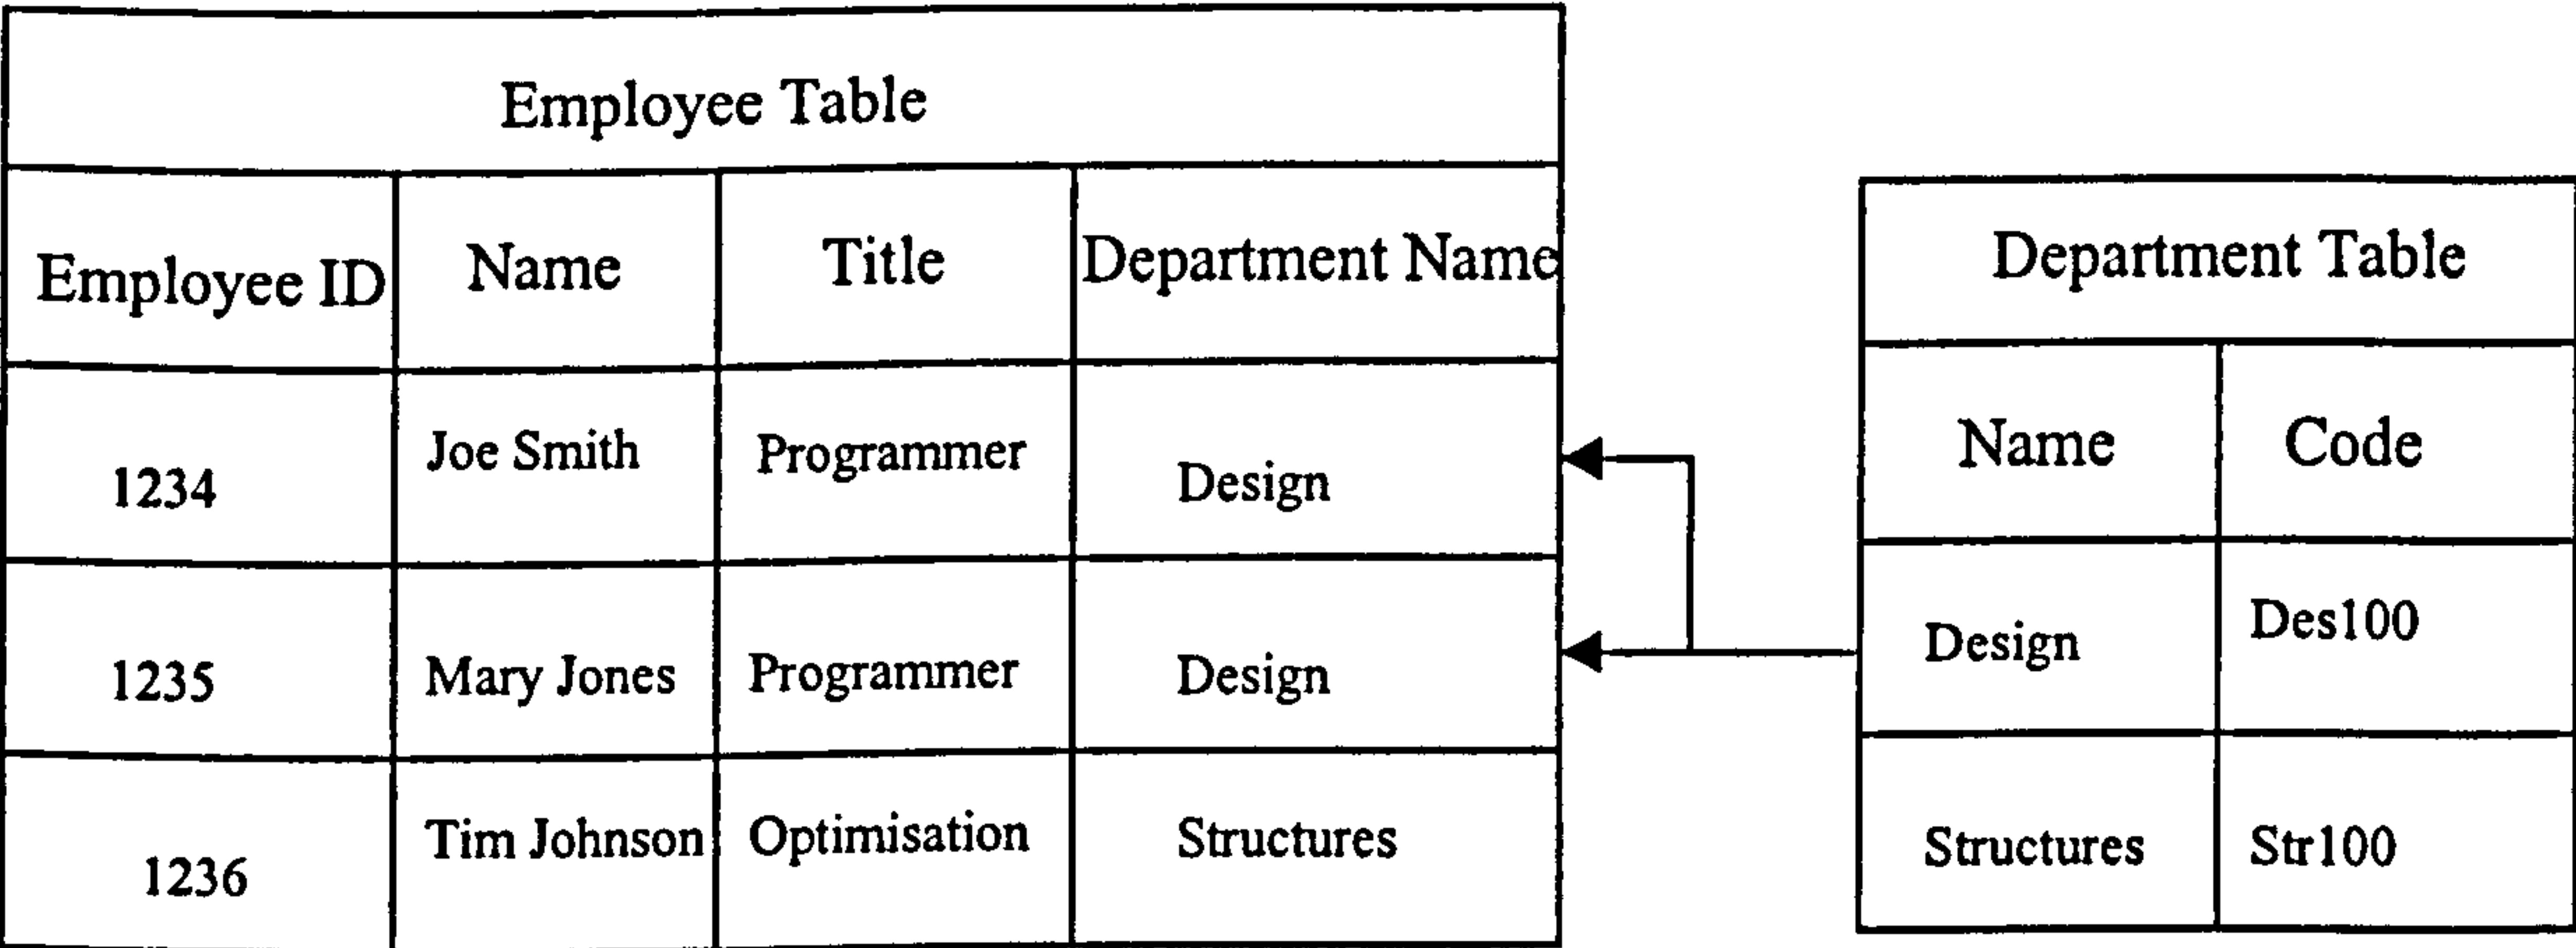 Employee Table
Employee ID Name Title Department Name
1234 Joe Smith Programmer Design
1235 Mary Jones Programmer Design
1236 Tim Johnson Optimisation Structures
Department Table
Name Code
Design Des100
Structures Str100